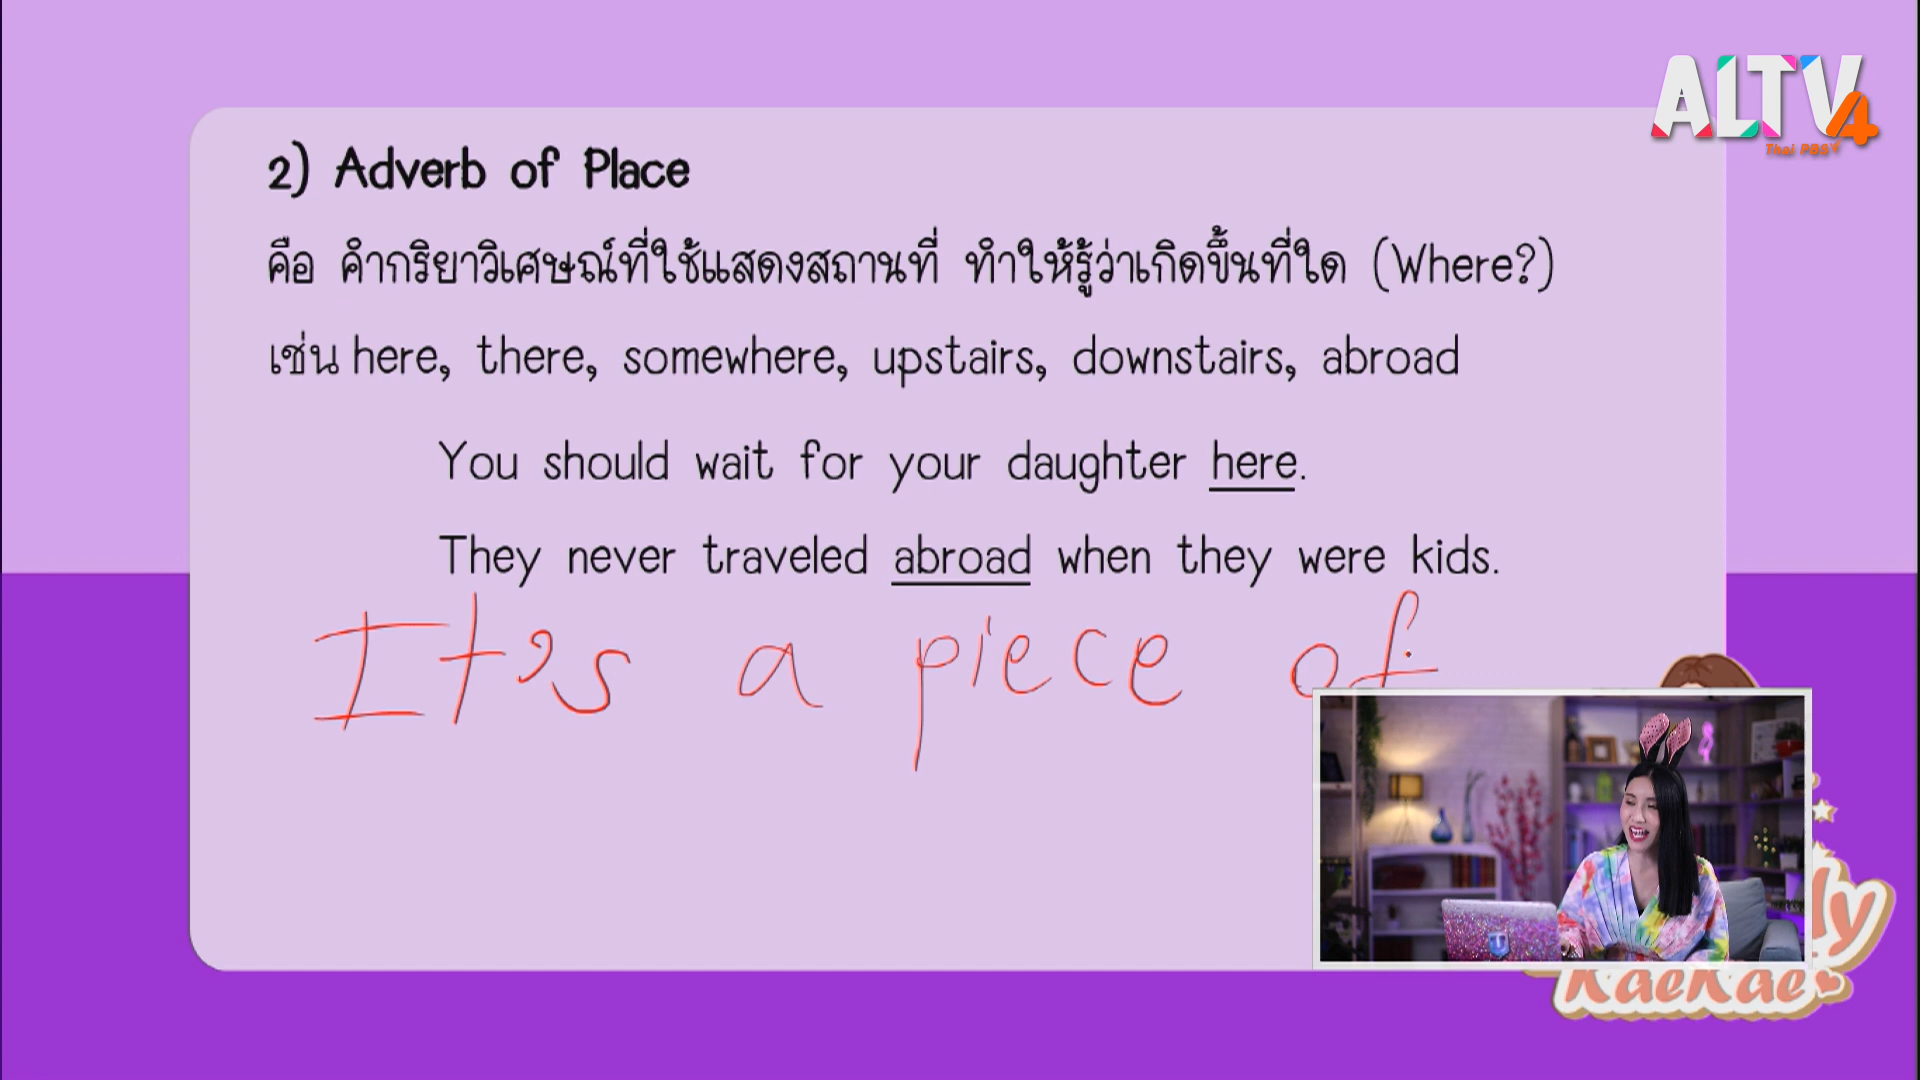 ALTV4
Thai PBS
2) Adverb of Place
คือ คำกริยาวิเศษณ์ที่ใช้แสดงสถานที่ ทำให้รู้ว่าเกิดขึ้นที่ใด (Where?)
เช่น here, there, somewhere, upstairs, downstairs, abroad
You should wait for your daughter here.
They never traveled abroad when they were kids.
It's a piece of
KaeKae